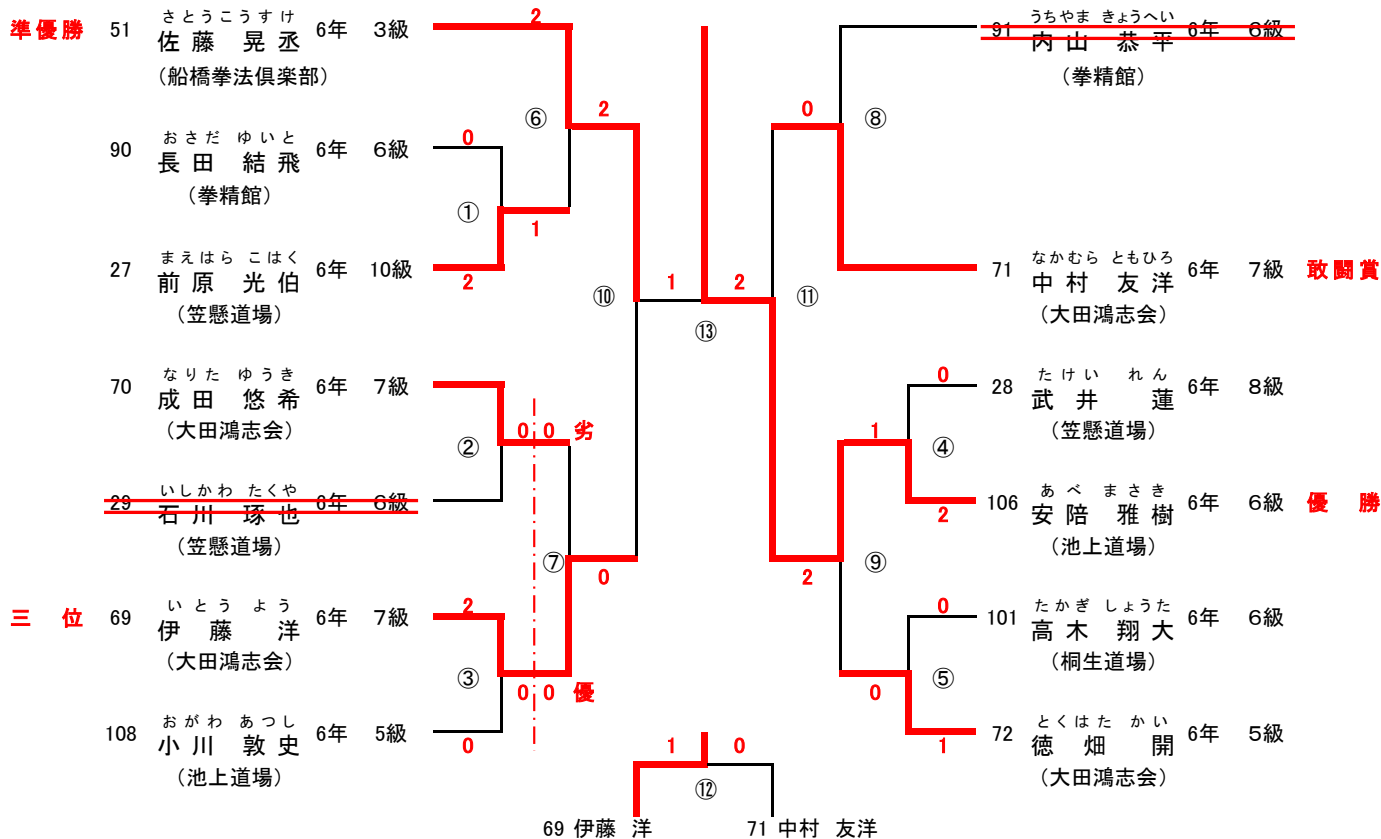 準優勝 51 さとうこうすけ 佐藤 晃丞 6年 3級 2
(船橋拳法倶楽部)
⑥ 2
90 おさだ ゆいと 長田 結飛 6年 6級 0
(拳精館)
① 1
27 まえはら こはく 前原 光伯 6年 10級 2
(笠懸道場)
⑩ 1
70 なりた ゆうき 成田 悠希 6年 7級
(大田鴻志会)
② 0 0 劣
29 いしかわ たくや 石川 琢也 6年 6級
(笠懸道場)
⑦ 0
三 位 69 いとう よう 伊藤 洋 6年 7級 2
(大田鴻志会)
③ 0 0 優
108 おがわ あつし 小川 敦史 6年 5級 0
(池上道場)
⑬
91 うちやま きょうへい 内山 恭平 6年 8級
(拳精館)
0 ⑧
71 なかむら ともひろ 中村 友洋 6年 7級 敢闘賞
(大田鴻志会)
2 ⑪
0 28 たけい れん 武井 蓮 6年 8級
(笠懸道場)
1 ④
2 106 あべ まさき 安陪 雅樹 6年 6級 優 勝
(池上道場)
2 ⑨
0 101 たかぎ しょうた 高木 翔大 6年 6級
(桐生道場)
0 ⑤
1 72 とくはた かい 徳畑 開 6年 5級
(大田鴻志会)
1 0
⑫
69 伊藤 洋 71 中村 友洋